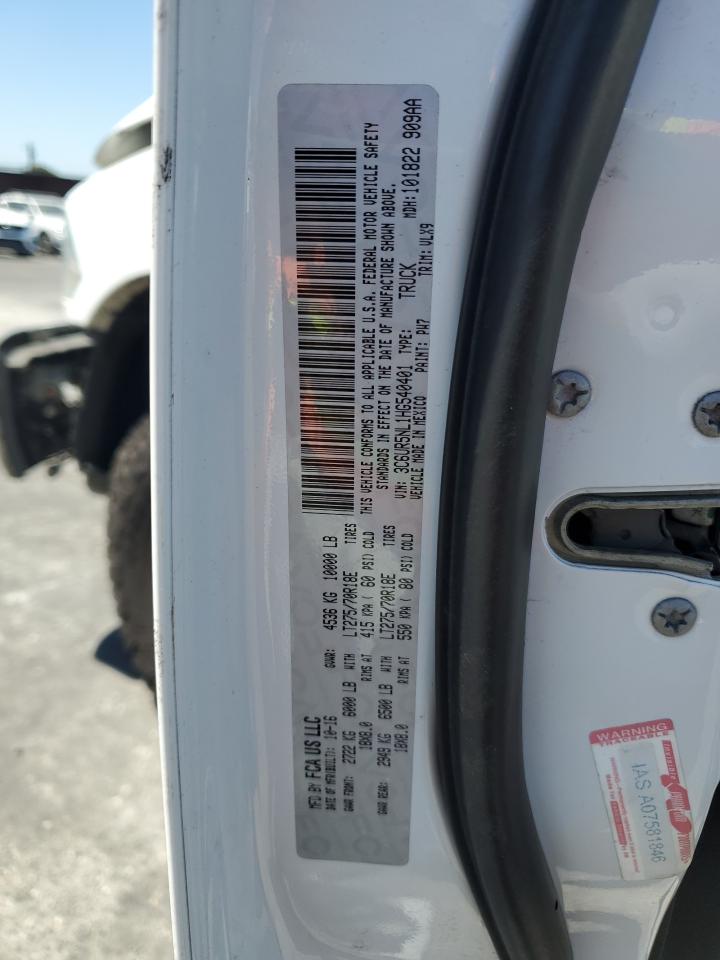 MFD BY FCA US LLC
DATE OF MFR(BUILT): 10-16 GVWR: 4536 KG 10000 LB
GAWR FRONT: 2722 KG 6000 LB WITH LT275/70R18E TIRES
18X8.0 RIMS AT 415 KPA ( 60 PSI) COLD
GAWR REAR: 2949 KG 6500 LB WITH LT275/70R18E TIRES
18X8.0 RIMS AT 550 KPA ( 80 PSI) COLD
THIS VEHICLE CONFORMS TO ALL APPLICABLE U.S.A. FEDERAL MOTOR VEHICLE SAFETY
STANDARDS IN EFFECT ON THE DATE OF MANUFACTURE SHOWN ABOVE.
VIN: 3C6UR5NL1HG540401 TYPE: TRUCK MDH:101822 909AA
VEHICLE MADE IN MEXICO PAINT: PW7 TRIM: VLX9
WARNING
IAS A07581846